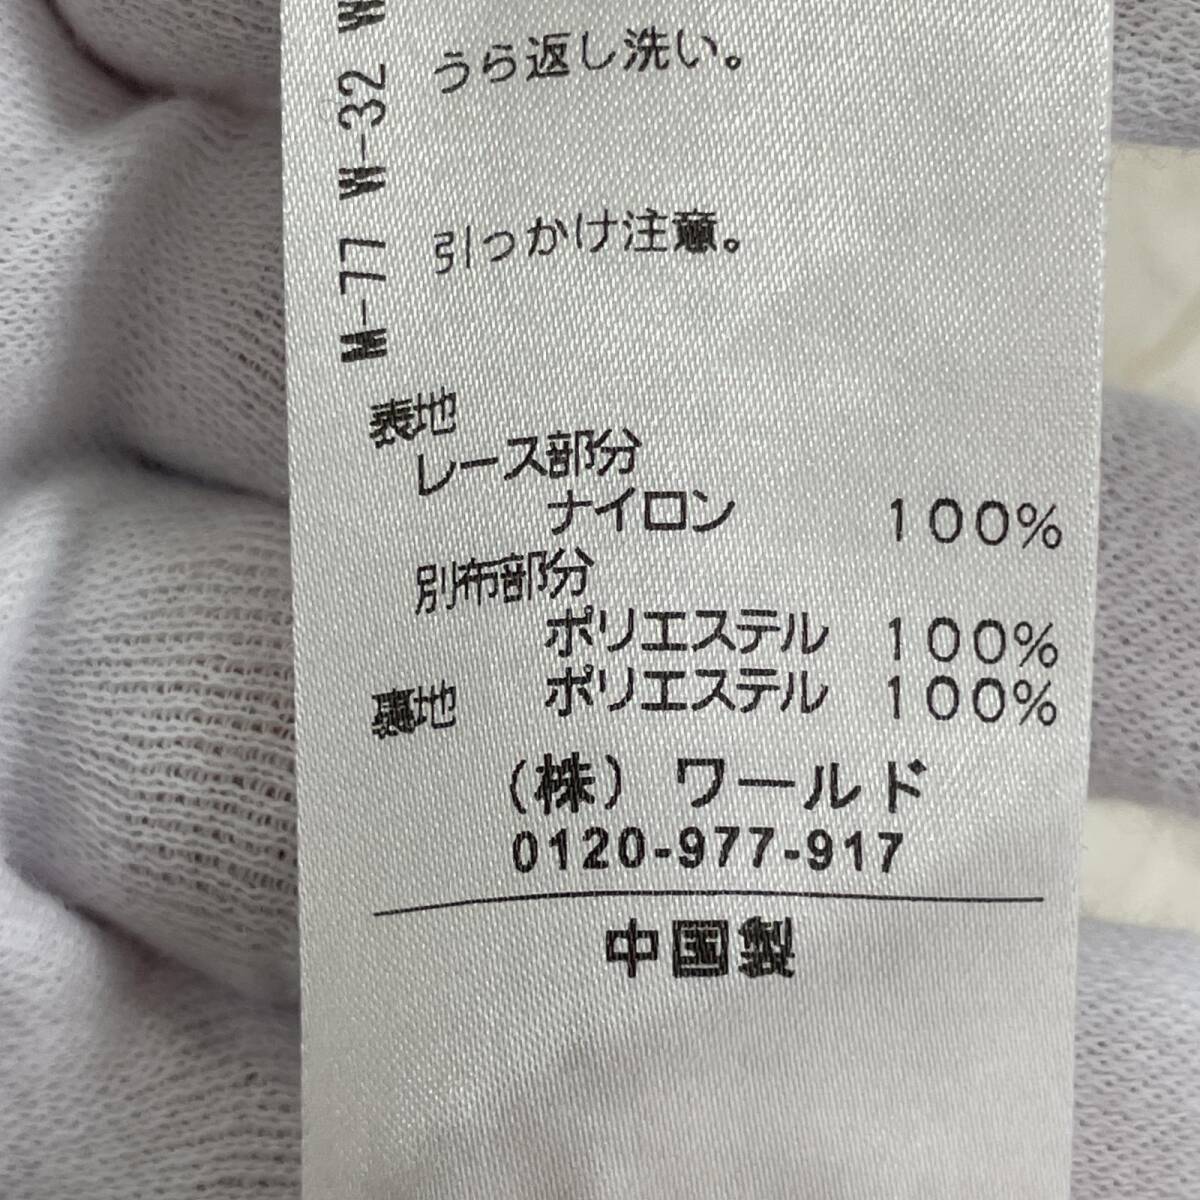 うら返し洗い。
引っかけ注意。
M-77 W-32 W
表地
レース部分
ナイロン 100%
別布部分
ポリエステル 100%
裏地 ポリエステル 100%
(株) ワールド
0120-977-917
中国製